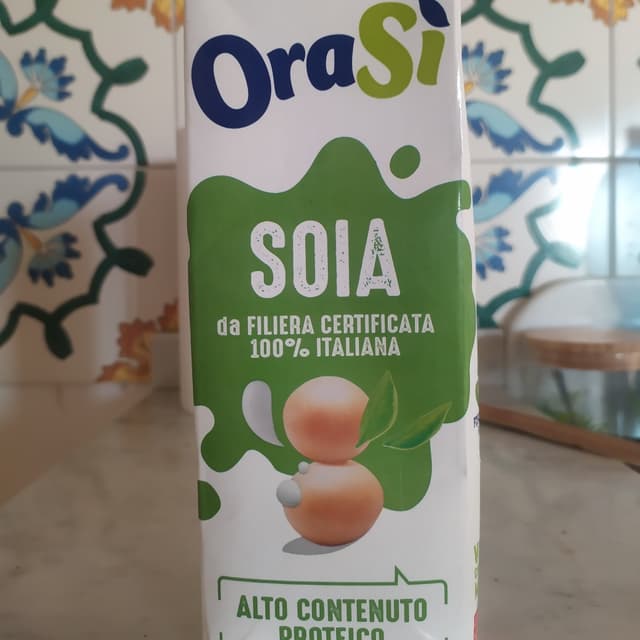 OraSì
SOIA
da FILIERA CERTIFICATA
100% ITALIANA
ALTO CONTENUTO
PROTEICO